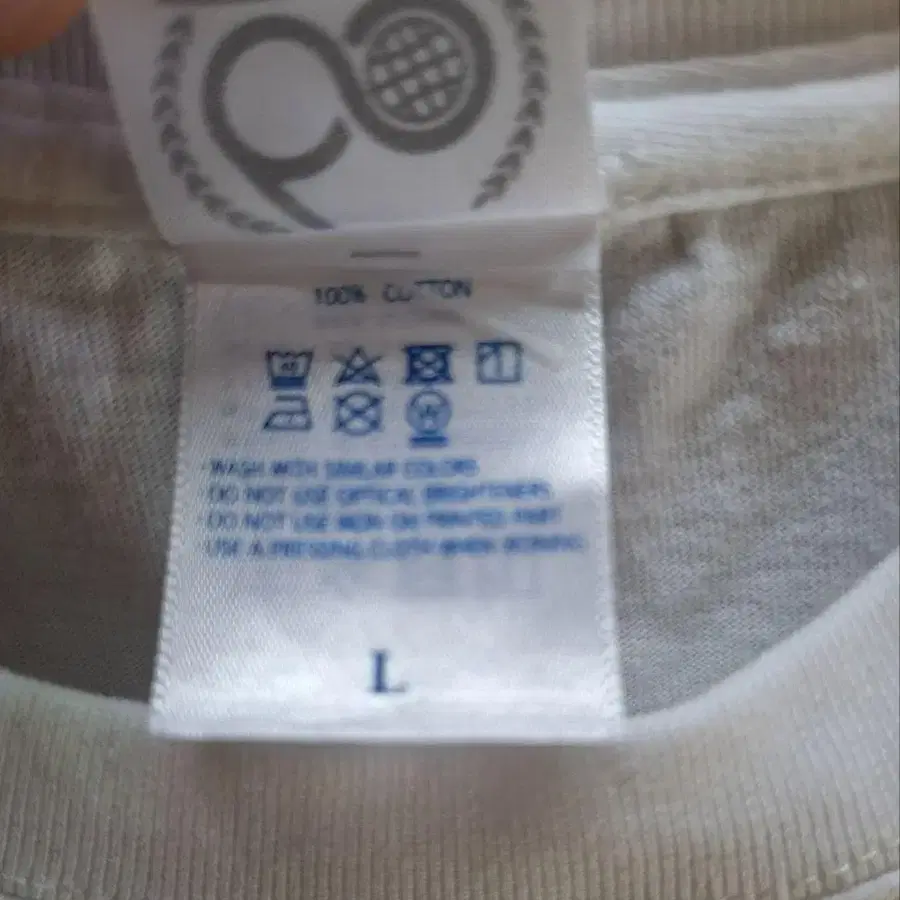 100% COTTON
WASH WITH SIMILAR COLORS
DO NOT USE OPTICAL BRIGHTENERS
DO NOT USE IRON ON PRINTED PART
USE A PRESSING CLOTH WHEN IRONING
L